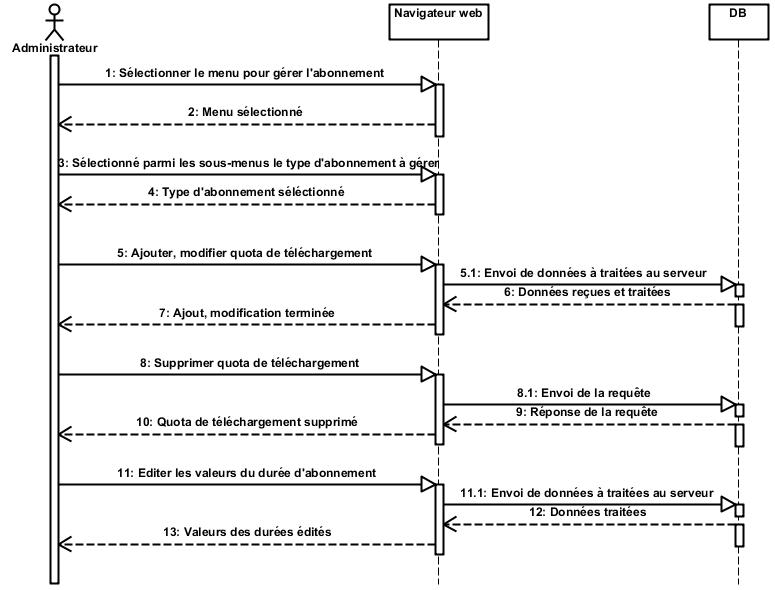 Navigateur web
DB
Administrateur
1: Sélectionner le menu pour gérer l'abonnement
2: Menu sélectionné
3: Sélectionné parmi les sous-menus le type d'abonnement à gérer
4: Type d'abonnement séléctionné
5: Ajouter, modifier quota de téléchargement
5.1: Envoi de données à traitées au serveur
6: Données reçues et traitées
7: Ajout, modification terminée
8: Supprimer quota de téléchargement
8.1: Envoi de la requête
9: Réponse de la requête
10: Quota de téléchargement supprimé
11: Editer les valeurs du durée d'abonnement
11.1: Envoi de données à traitées au serveur
12: Données traitées
13: Valeurs des durées édités